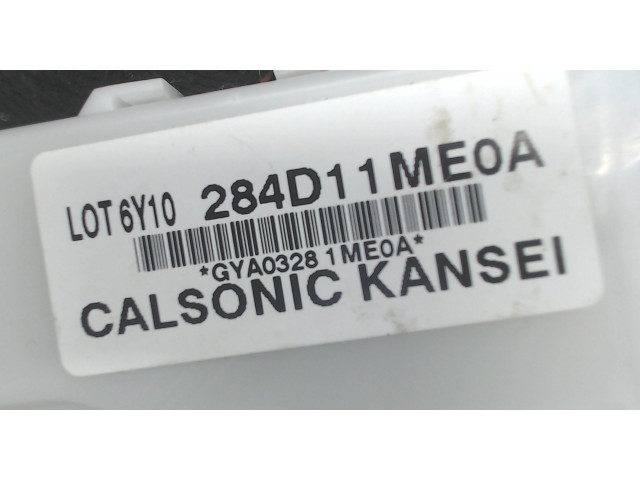 LOT 6Y10 284D11ME0A
*GYA0328 1ME0A*
CALSONIC KANSEI